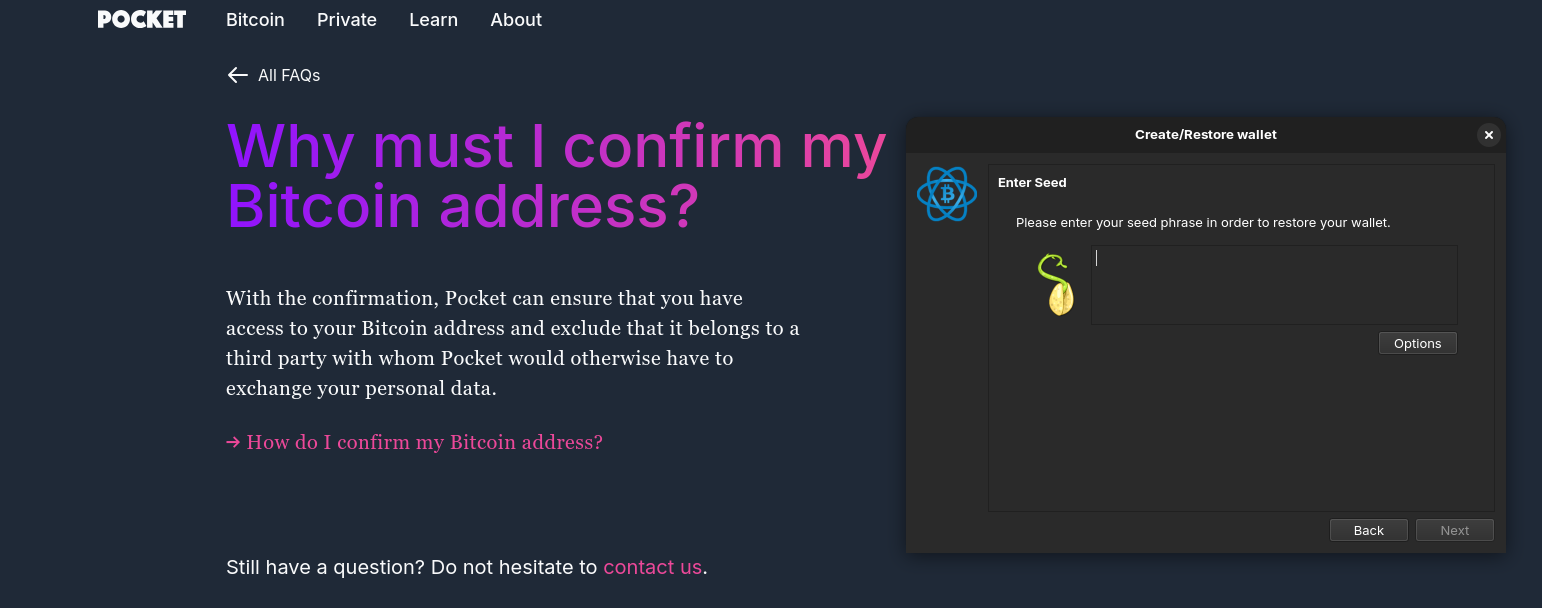 POCKET Bitcoin Private Learn About
← All FAQs
Why must I confirm my
Bitcoin address?
With the confirmation, Pocket can ensure that you have
access to your Bitcoin address and exclude that it belongs to a
third party with whom Pocket would otherwise have to
exchange your personal data.
→ How do I confirm my Bitcoin address?
Still have a question? Do not hesitate to contact us.
Create/Restore wallet
Enter Seed
Please enter your seed phrase in order to restore your wallet.
Options
Back Next